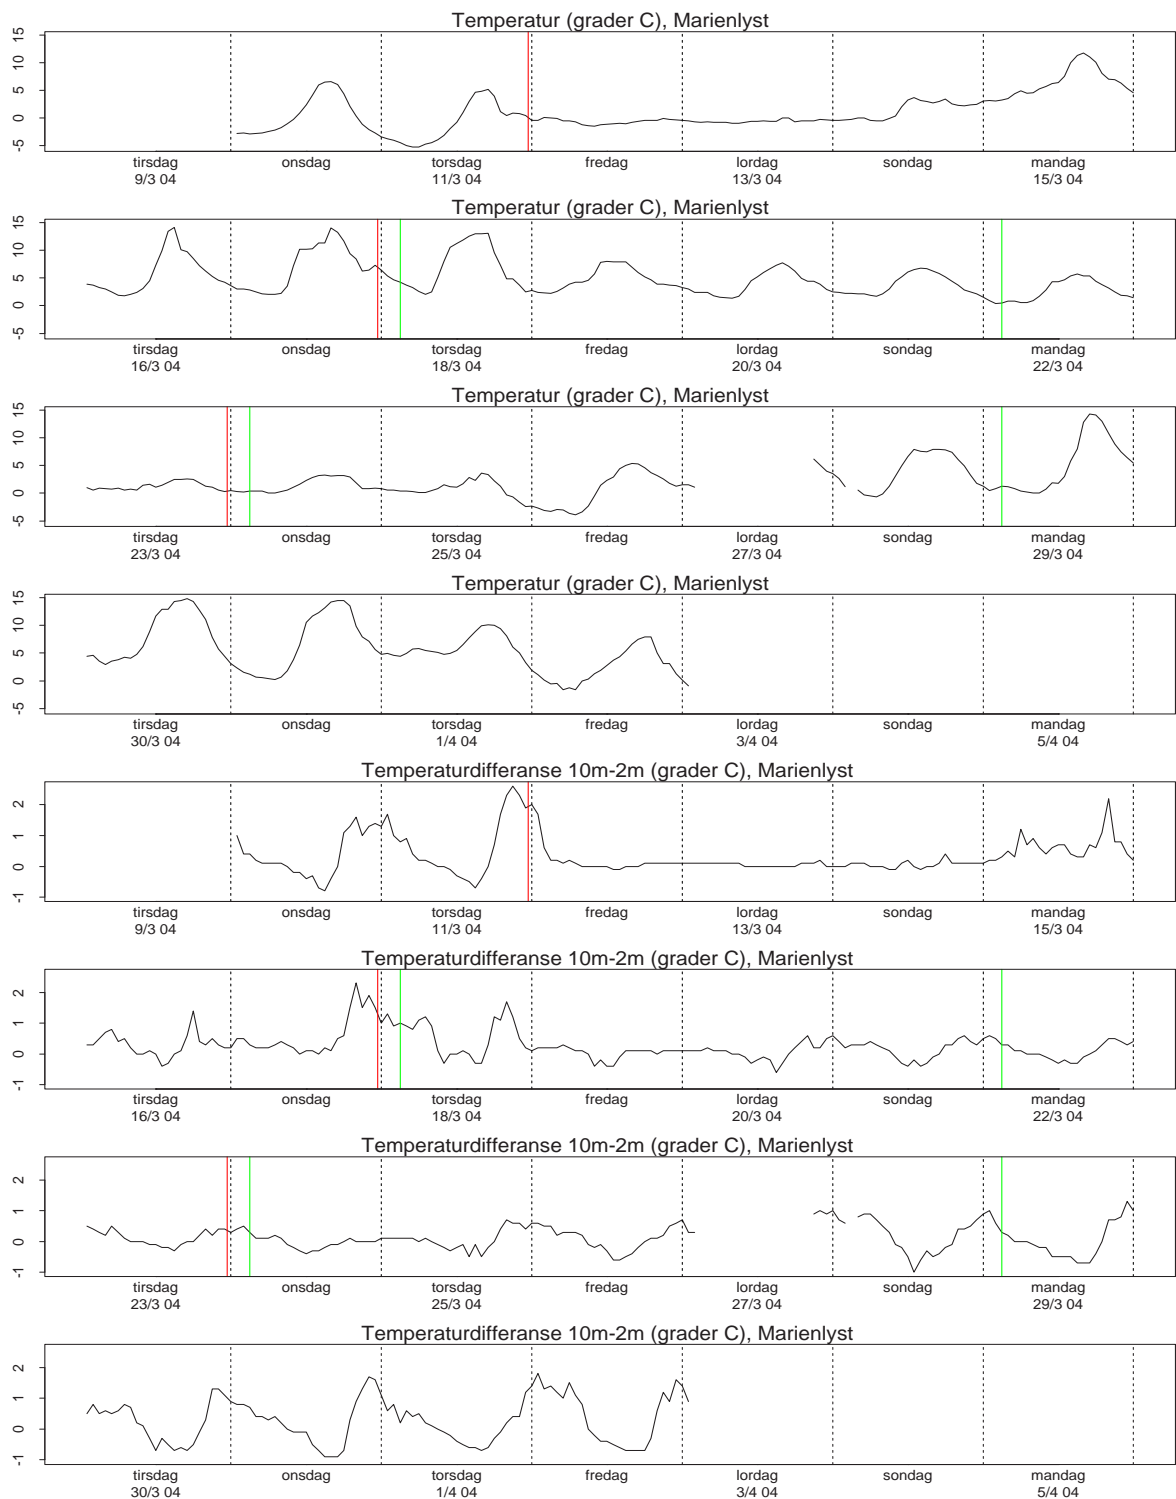 Temperatur (grader C), Marienlyst
15
10
5
0
-5
tirsdag onsdag torsdag fredag lordag sondag mandag
9/3 04 11/3 04 13/3 04 15/3 04
Temperatur (grader C), Marienlyst
15
10
5
0
-5
tirsdag onsdag torsdag fredag lordag sondag mandag
16/3 04 18/3 04 20/3 04 22/3 04
Temperatur (grader C), Marienlyst
15
10
5
0
-5
tirsdag onsdag torsdag fredag lordag sondag mandag
23/3 04 25/3 04 27/3 04 29/3 04
Temperatur (grader C), Marienlyst
15
10
5
0
-5
tirsdag onsdag torsdag fredag lordag sondag mandag
30/3 04 1/4 04 3/4 04 5/4 04
Temperaturdifferanse 10m-2m (grader C), Marienlyst
2
1
0
-1
tirsdag onsdag torsdag fredag lordag sondag mandag
9/3 04 11/3 04 13/3 04 15/3 04
Temperaturdifferanse 10m-2m (grader C), Marienlyst
2
1
0
-1
tirsdag onsdag torsdag fredag lordag sondag mandag
16/3 04 18/3 04 20/3 04 22/3 04
Temperaturdifferanse 10m-2m (grader C), Marienlyst
2
1
0
-1
tirsdag onsdag torsdag fredag lordag sondag mandag
23/3 04 25/3 04 27/3 04 29/3 04
Temperaturdifferanse 10m-2m (grader C), Marienlyst
2
1
0
-1
tirsdag onsdag torsdag fredag lordag sondag mandag
30/3 04 1/4 04 3/4 04 5/4 04